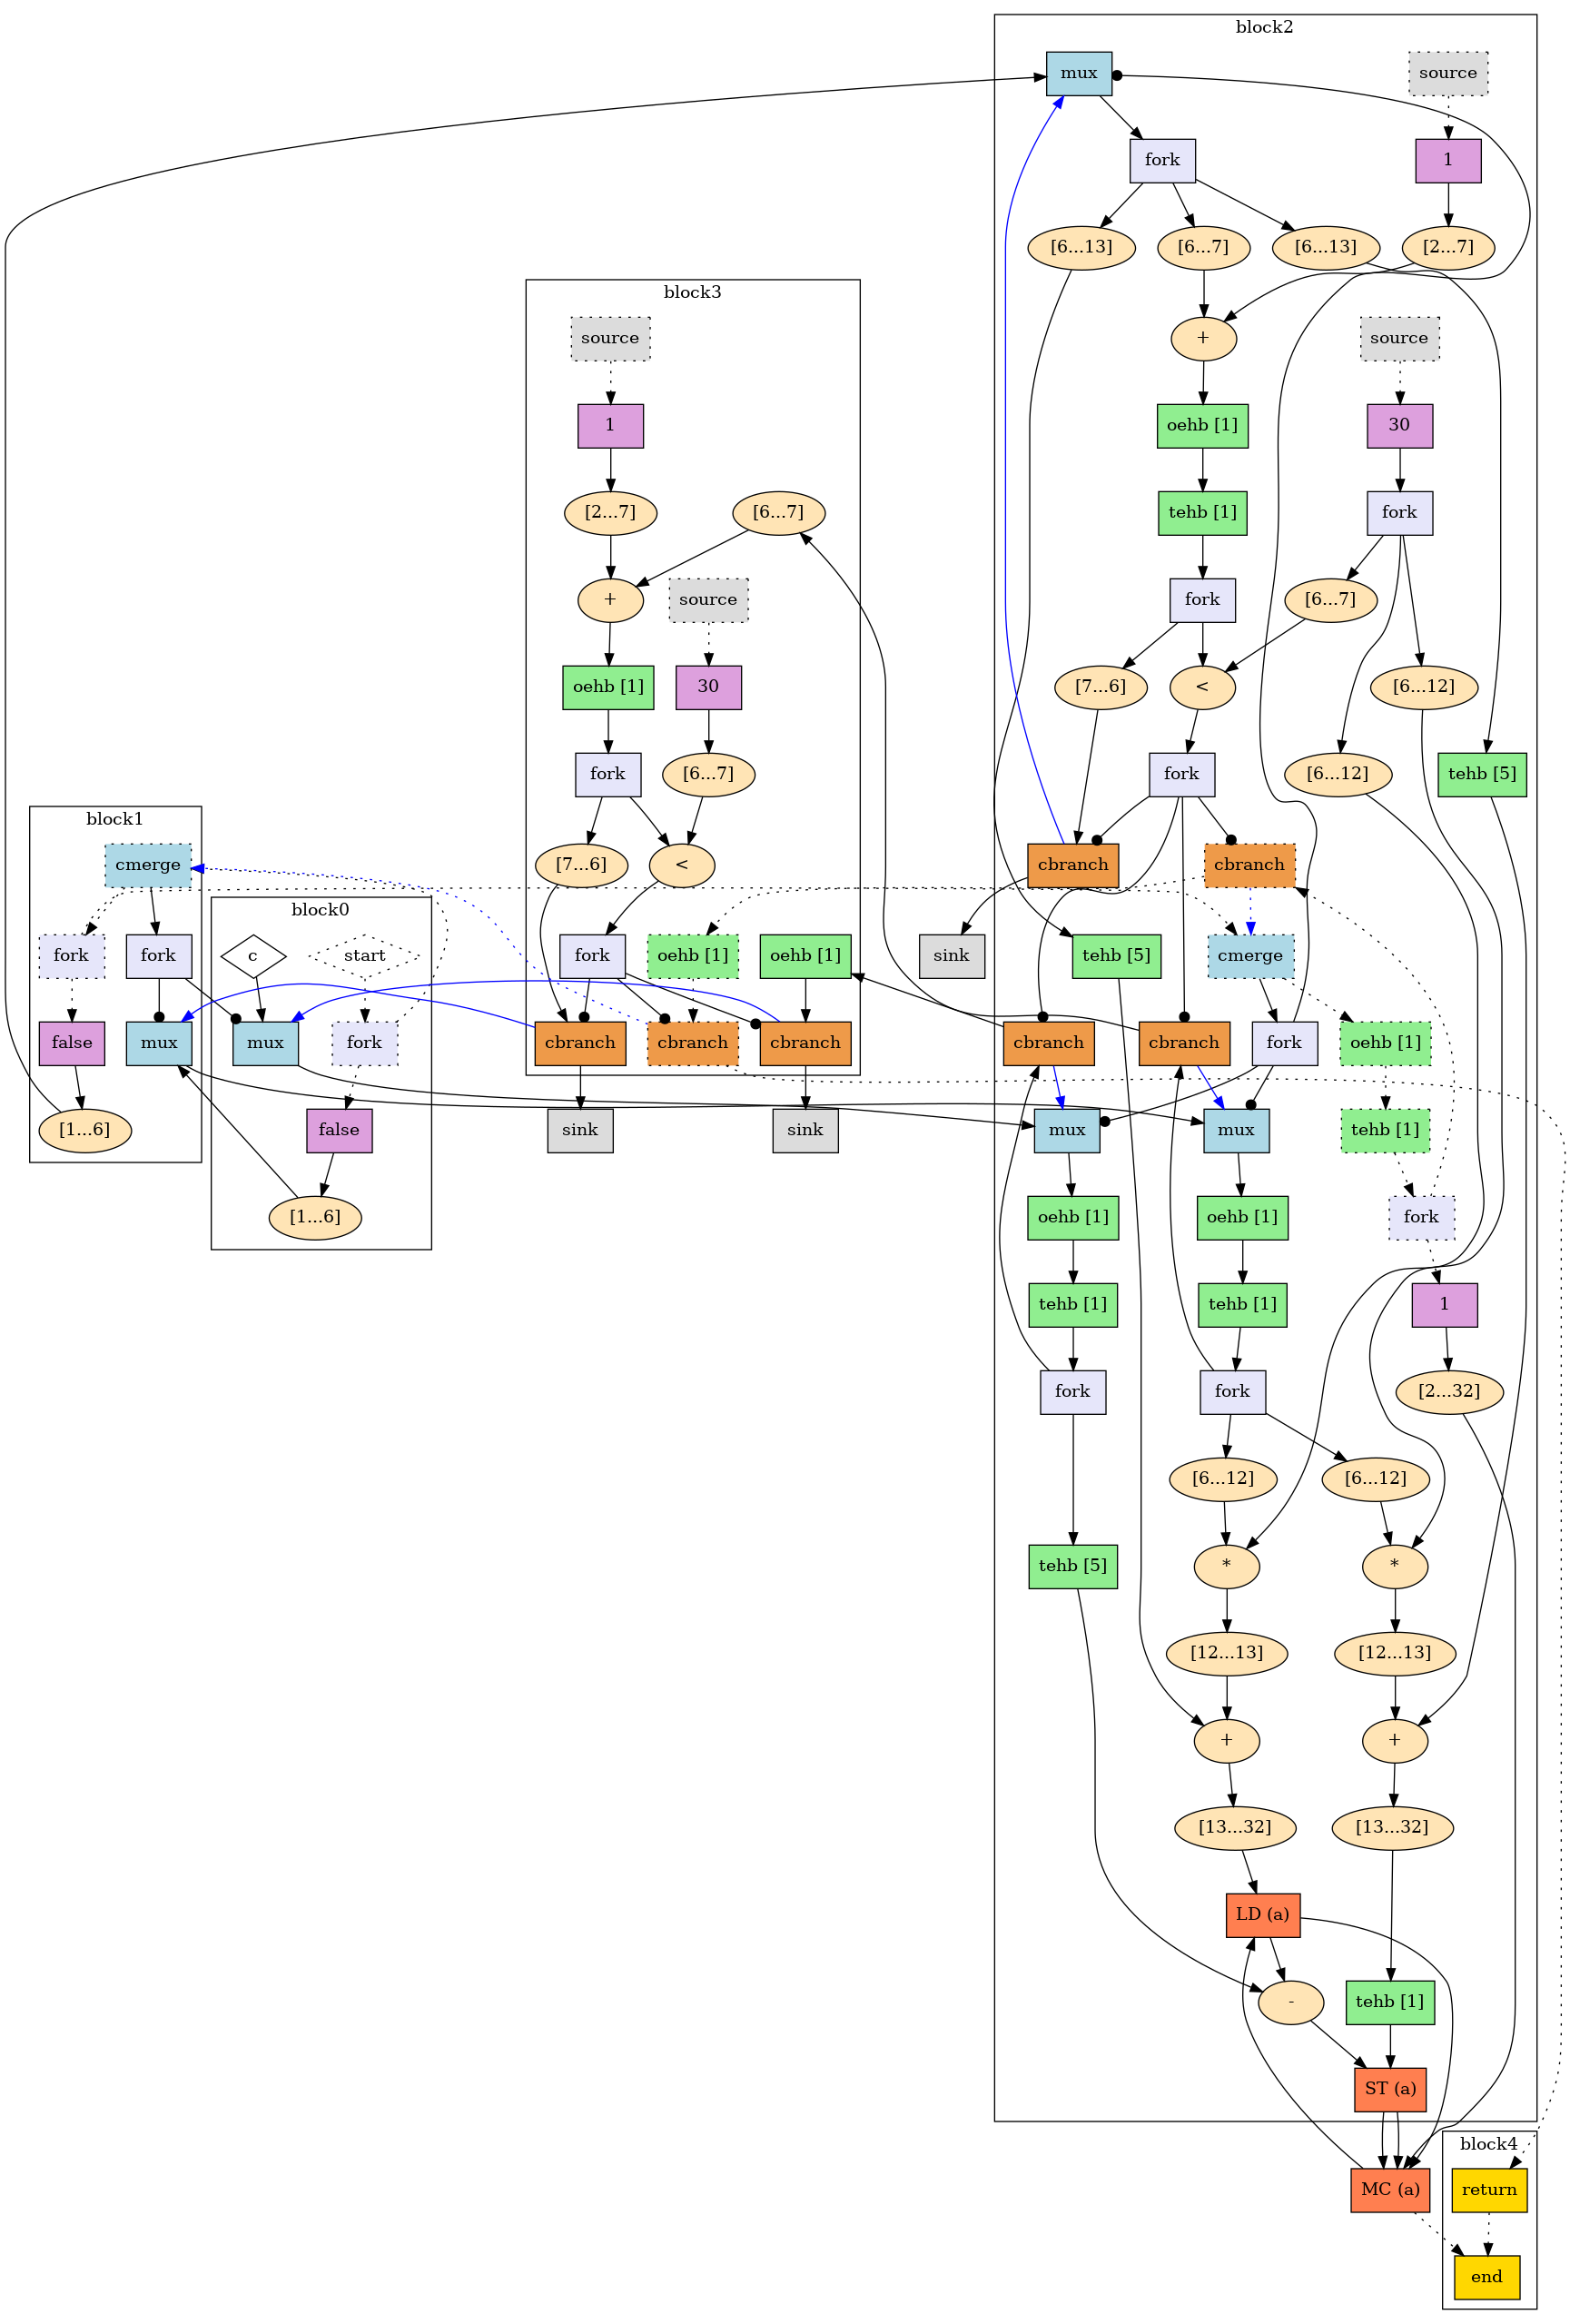 block2
mux
source
fork
1
[6...13]
[6...7]
[6...13]
[2...7]
block3
source
+
source
1
oehb [1]
30
[2...7]
[6...7]
tehb [1]
fork
+
source
fork
[6...7]
oehb [1]
30
[7...6]
<
[6...12]
fork
[6...7]
fork
[6...12]
tehb [5]
block1
cmerge
[7...6]
<
cbranch
cbranch
block0
fork
fork
c
start
fork
oehb [1]
oehb [1]
sink
tehb [5]
cmerge
false
mux
mux
fork
cbranch
cbranch
cbranch
cbranch
cbranch
fork
oehb [1]
[1...6]
false
sink
sink
mux
mux
tehb [1]
[1...6]
oehb [1]
oehb [1]
fork
tehb [1]
tehb [1]
1
fork
fork
[2...32]
[6...12]
[6...12]
tehb [5]
*
*
[12...13]
[12...13]
+
+
[13...32]
[13...32]
LD (a)
-
tehb [1]
ST (a)
block4
MC (a)
return
end